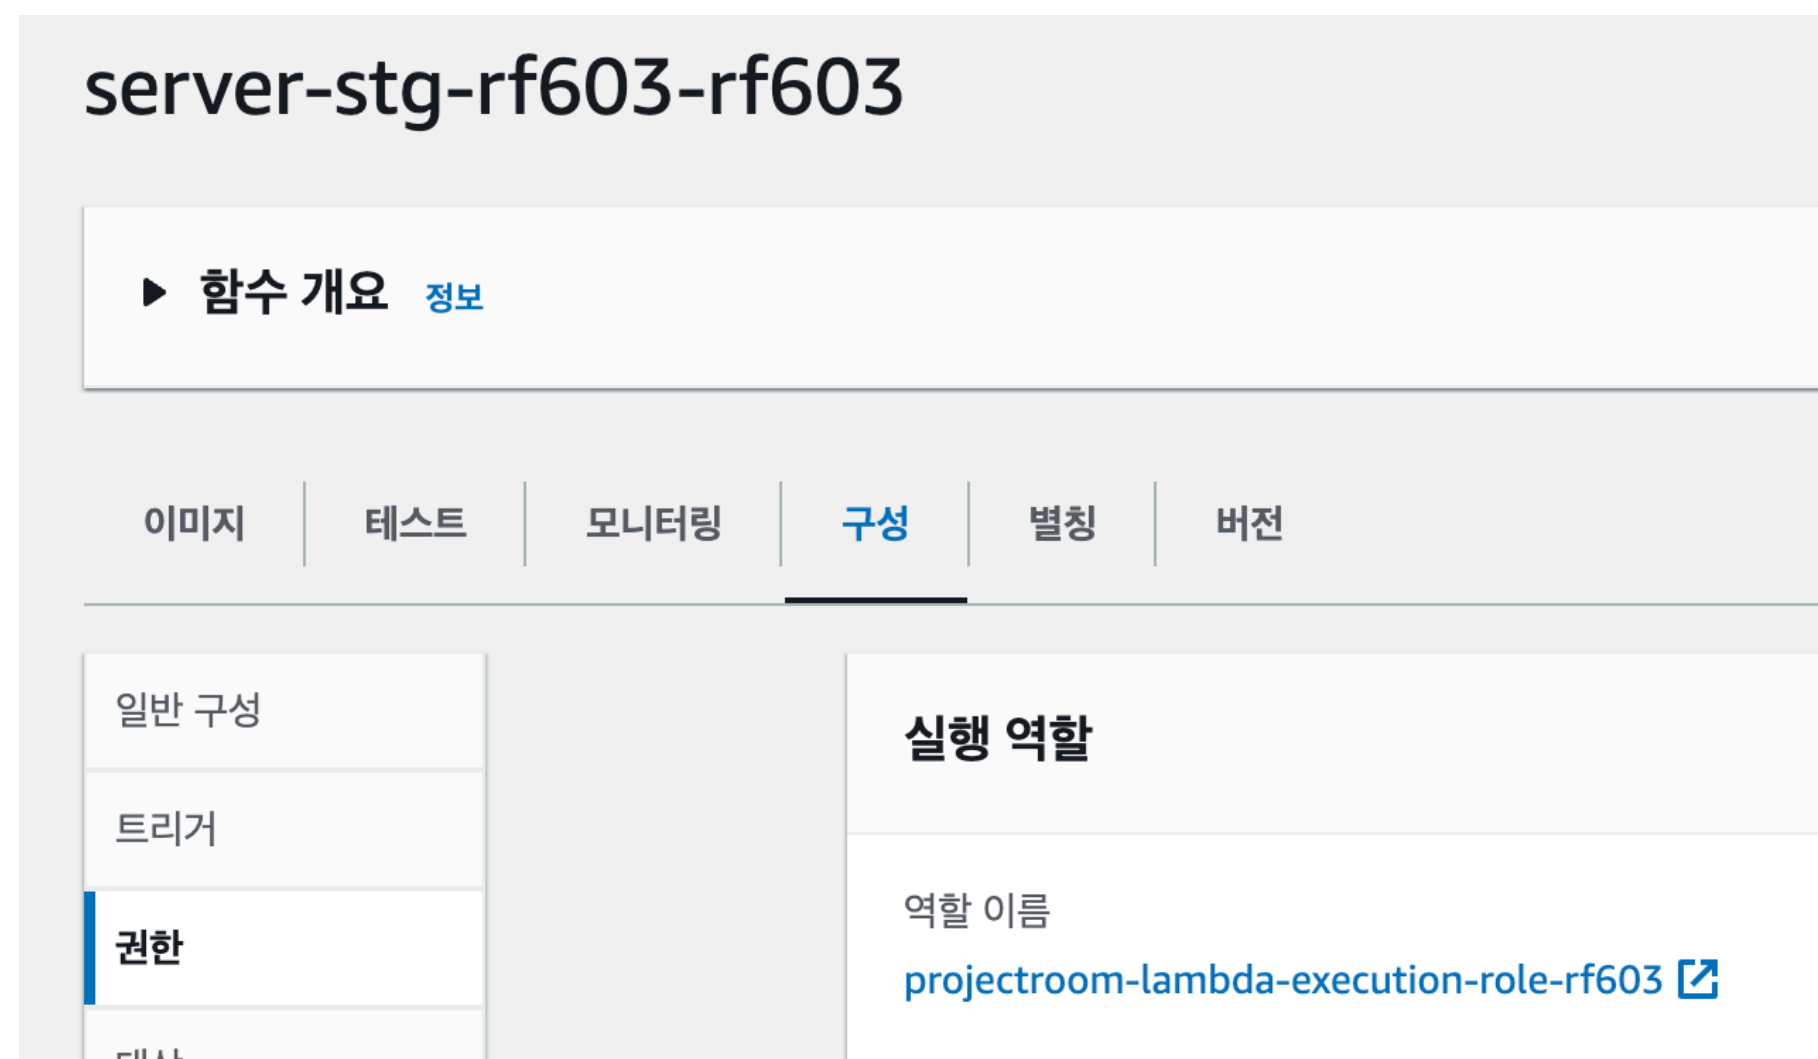 server-stg-rf603-rf603
함수 개요 정보
이미지 테스트 모니터링 구성 별칭 버전
일반 구성
트리거
권한
실행 역할
역할 이름
projectroom-lambda-execution-role-rf603